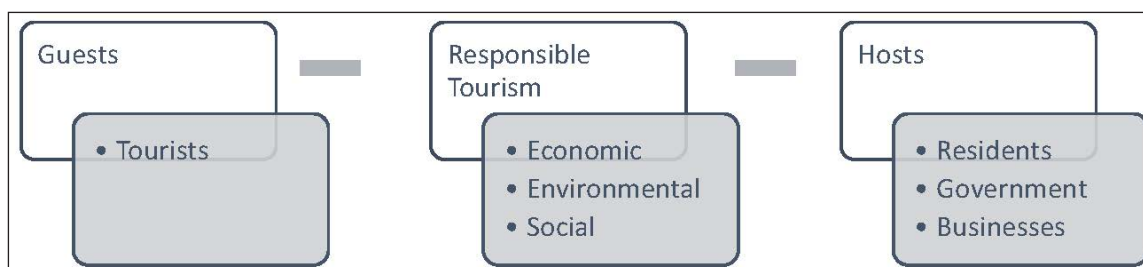 Guests
• Tourists
Responsible
Tourism
• Economic
• Environmental
• Social
Hosts
• Residents
• Government
• Businesses